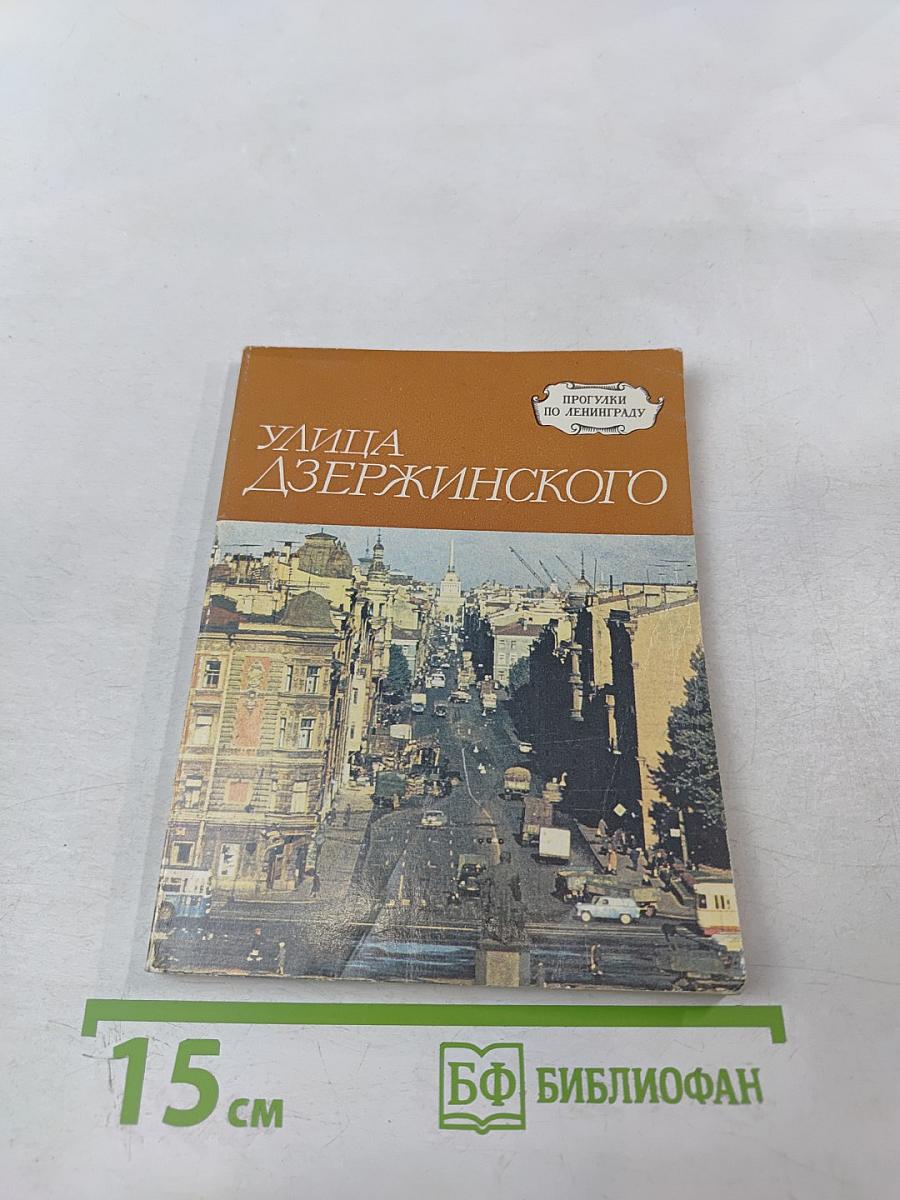 ПРОГУЛКИ
ПО ЛЕНИНГРАДУ
УЛИЦА
ДЗЕРЖИНСКОГО
15 см
БФ БИБЛИОФАН